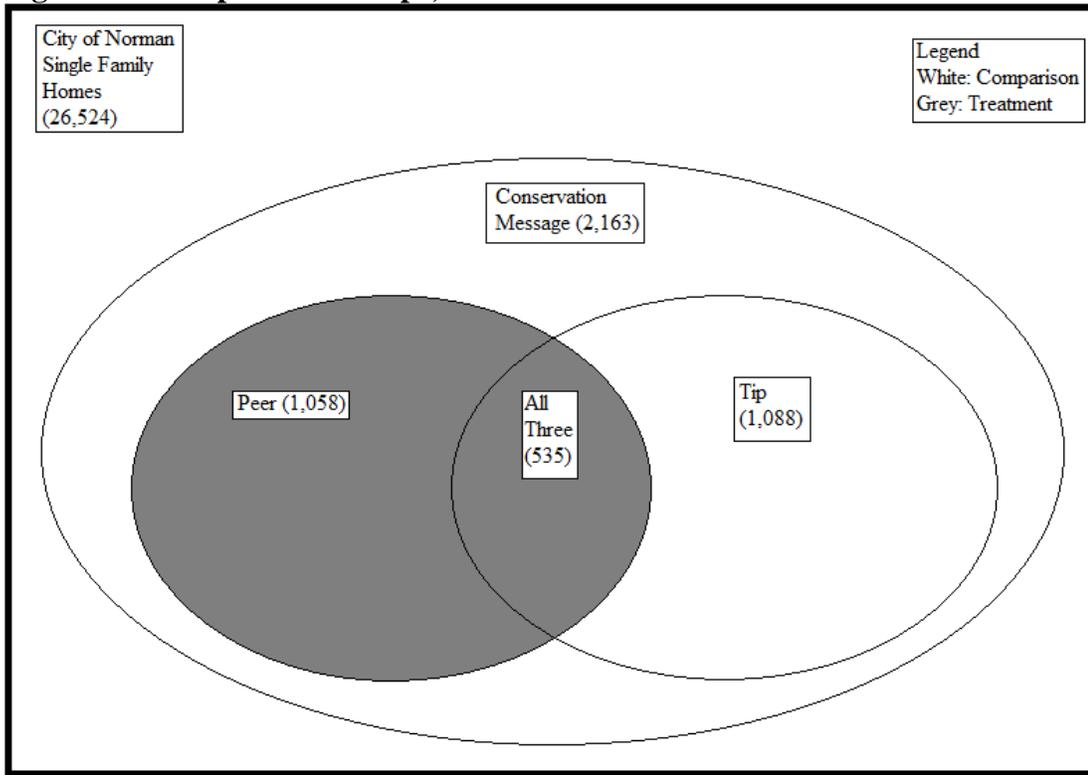 City of Norman
Single Family
Homes
(26,524)
Legend
White: Comparison
Grey: Treatment
Conservation
Message (2,163)
Peer (1,058)
All
Three
(535)
Tip
(1,088)